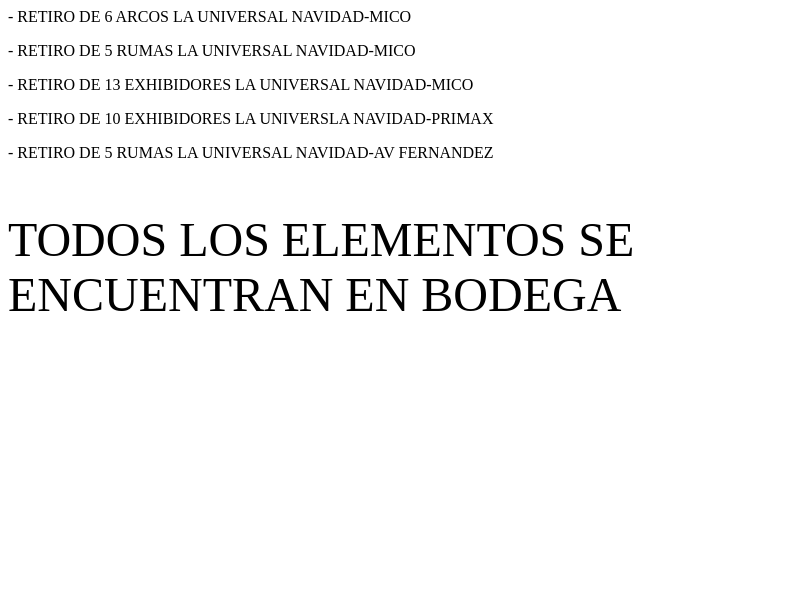 - RETIRO DE 6 ARCOS LA UNIVERSAL NAVIDAD-MICO
- RETIRO DE 5 RUMAS LA UNIVERSAL NAVIDAD-MICO
- RETIRO DE 13 EXHIBIDORES LA UNIVERSAL NAVIDAD-MICO
- RETIRO DE 10 EXHIBIDORES LA UNIVERSLA NAVIDAD-PRIMAX
- RETIRO DE 5 RUMAS LA UNIVERSAL NAVIDAD-AV FERNANDEZ
TODOS LOS ELEMENTOS SE
ENCUENTRAN EN BODEGA